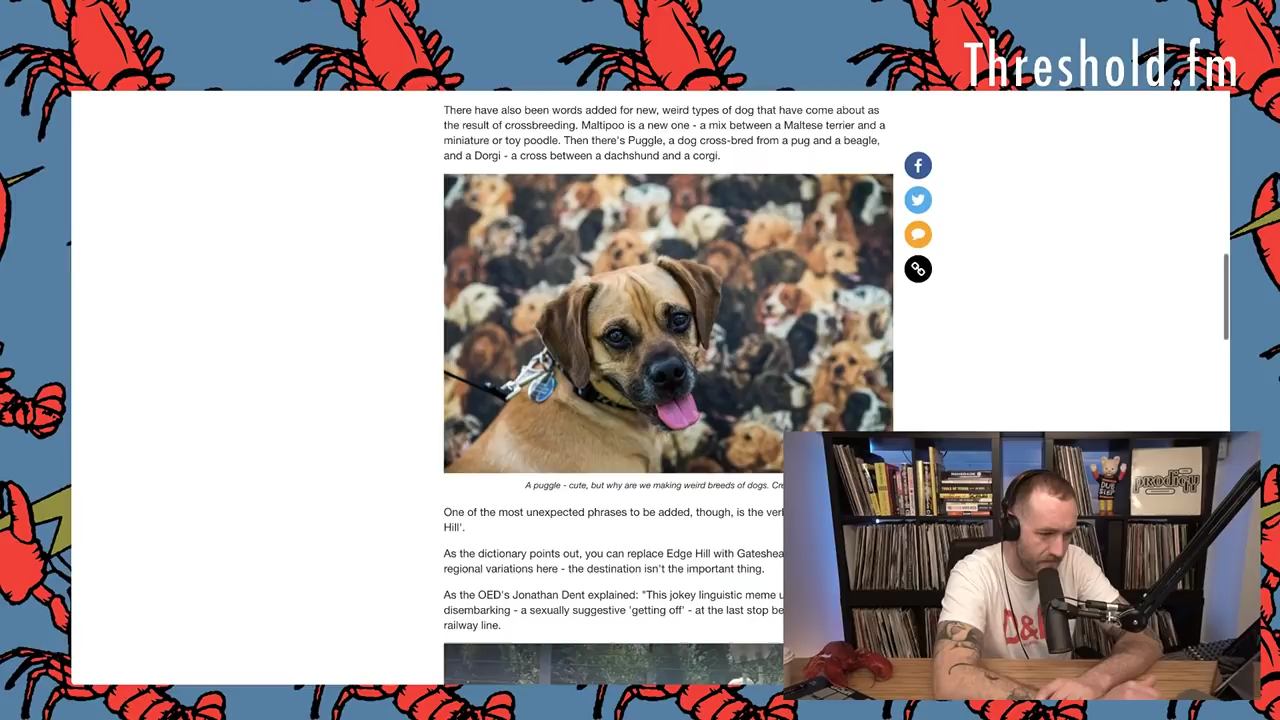 Threshold.fm
There have also been words added for new, weird types of dog that have come about as
the result of crossbreeding. Maltipoo is a new one - a mix between a Maltese terrier and a
miniature or toy poodle. Then there's Puggle, a dog cross-bred from a pug and a beagle,
and a Dorgi - a cross between a dachshund and a corgi.
A puggle - cute, but why are we making weird breeds of dogs.
One of the most unexpected phrases to be added, though, is the
Hill'.
As the dictionary points out, you can replace Edge Hill with
regional variations here - the destination isn't the important thing.
As the OED's Jonathan Dent explained: "This jokey linguistic meme
disembarking - a sexually suggestive 'getting off' - at the last stop
railway line.
prodigy